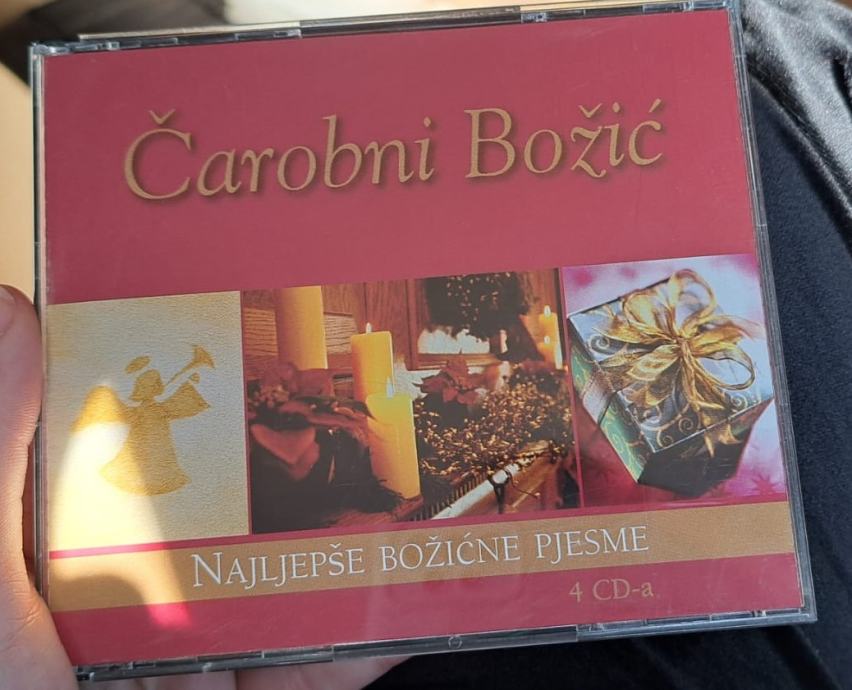 Čarobni Božić
NAJLJEPŠE BOŽIĆNE PJESME
4 CD-a